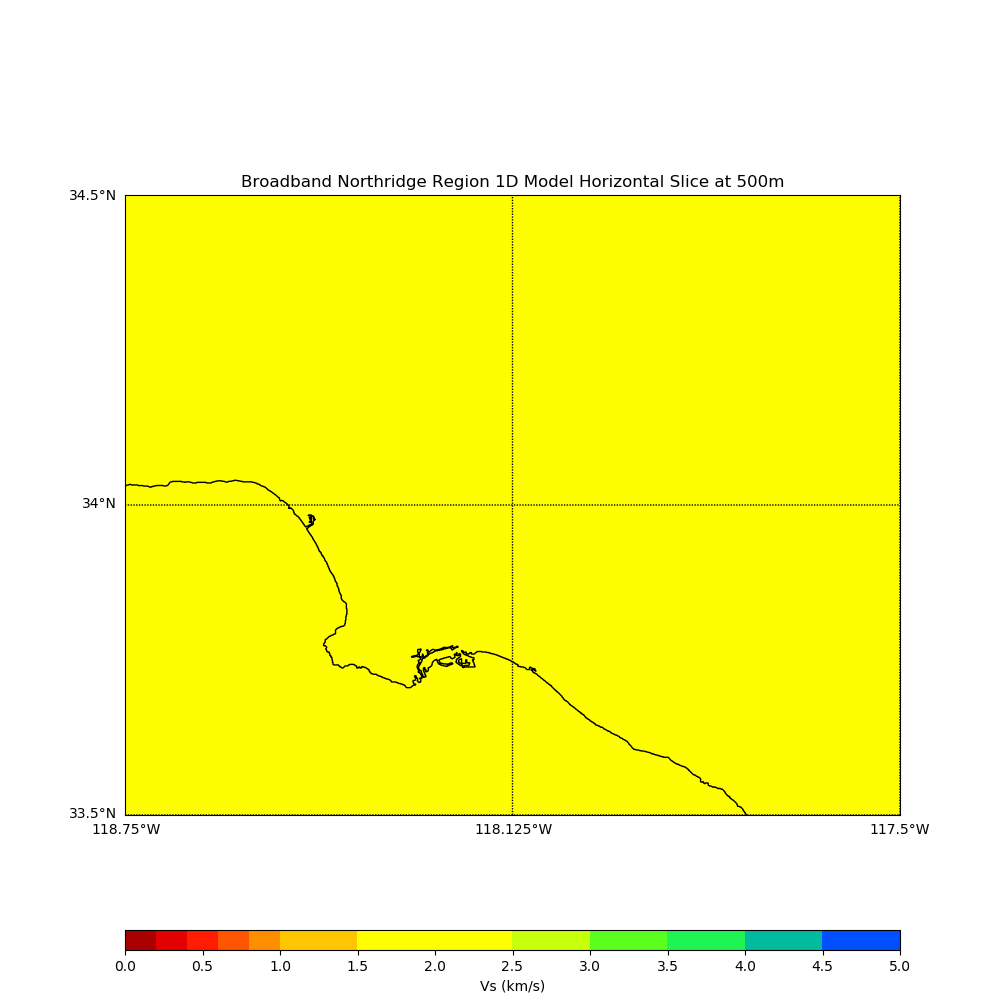 Broadband Northridge Region 1D Model Horizontal Slice at 500m
34.5°N
34°N
33.5°N
118.75°W 118.125°W 117.5°W
0.0 0.5 1.0 1.5 2.0 2.5 3.0 3.5 4.0 4.5 5.0
Vs (km/s)